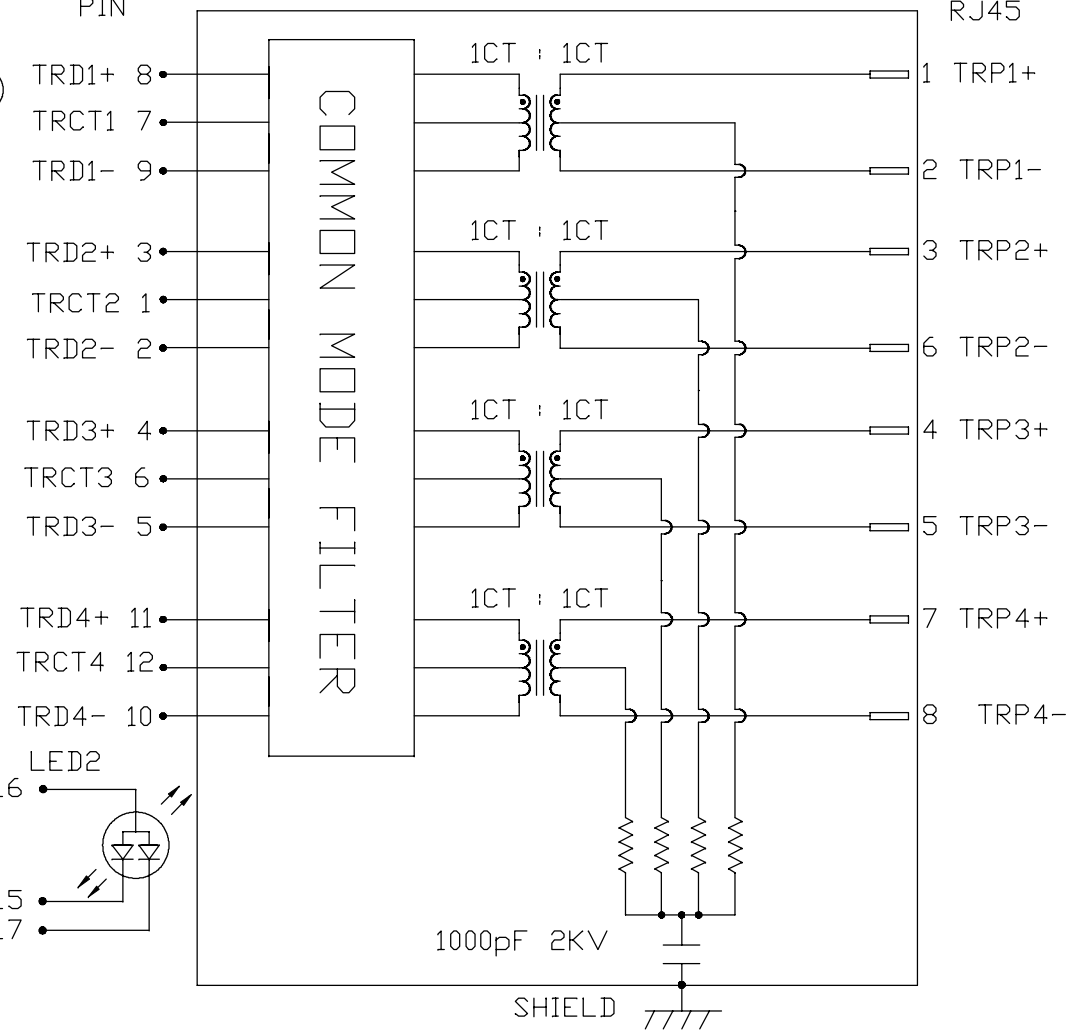 PIN
RJ45
1CT : 1CT
TRD1+ 8
1 TRP1+
TRCT1 7
TRD1- 9
2 TRP1-
1CT : 1CT
TRD2+ 3
3 TRP2+
TRCT2 1
TRD2- 2
6 TRP2-
1CT : 1CT
TRD3+ 4
4 TRP3+
TRCT3 6
TRD3- 5
5 TRP3-
1CT : 1CT
TRD4+ 11
7 TRP4+
TRCT4 12
TRD4- 10
8 TRP4-
COMMON MODE FILTER
LED2
16
15
17
1000pF 2KV
SHIELD